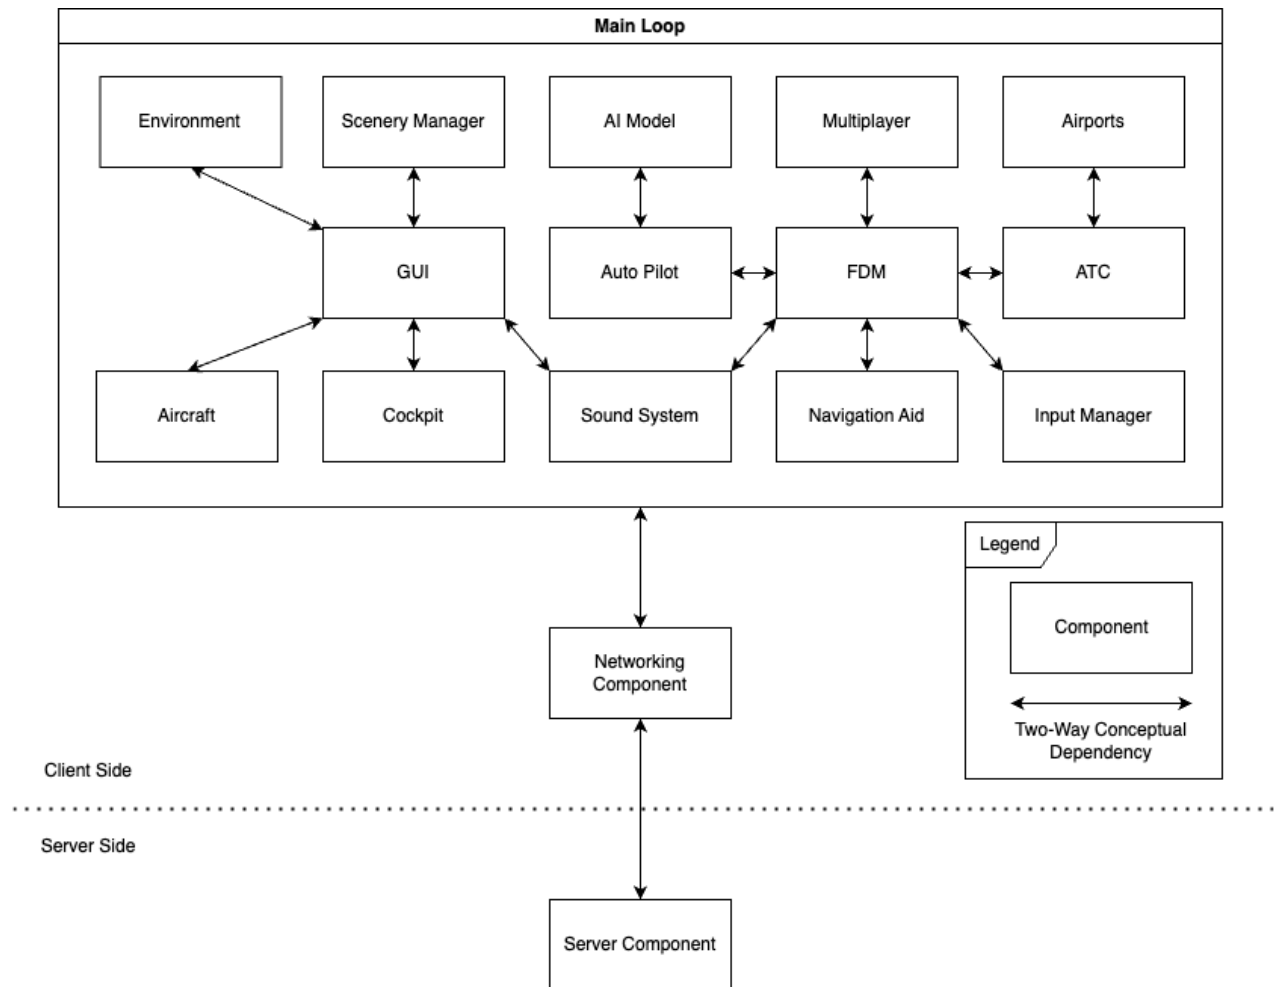 Main Loop
Environment
Scenery Manager
AI Model
Multiplayer
Airports
GUI
Auto Pilot
FDM
ATC
Aircraft
Cockpit
Sound System
Navigation Aid
Input Manager
Legend
Component
Two-Way Conceptual
Dependency
Networking
Component
Client Side
Server Side
Server Component